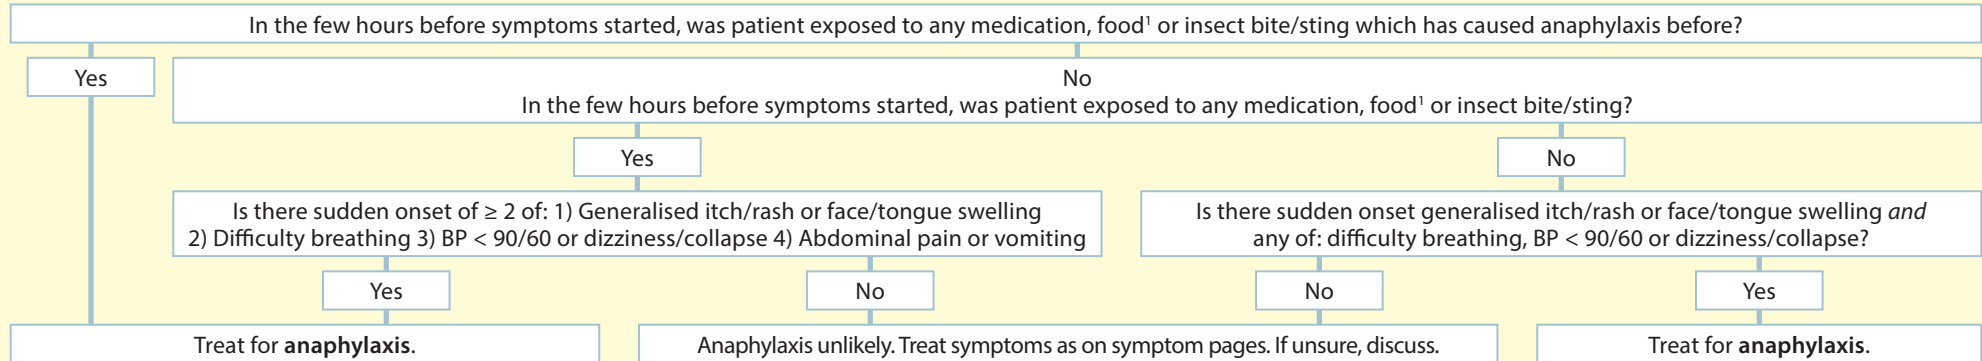 In the few hours before symptoms started, was patient exposed to any medication, food¹ or insect bite/sting which has caused anaphylaxis before?
Yes
No
In the few hours before symptoms started, was patient exposed to any medication, food¹ or insect bite/sting?
Yes
No
Is there sudden onset of ≥ 2 of: 1) Generalised itch/rash or face/tongue swelling
2) Difficulty breathing 3) BP < 90/60 or dizziness/collapse 4) Abdominal pain or vomiting
Is there sudden onset generalised itch/rash or face/tongue swelling and
any of: difficulty breathing, BP < 90/60 or dizziness/collapse?
Yes
No
No
Yes
Treat for anaphylaxis.
Anaphylaxis unlikely. Treat symptoms as on symptom pages. If unsure, discuss.
Treat for anaphylaxis.